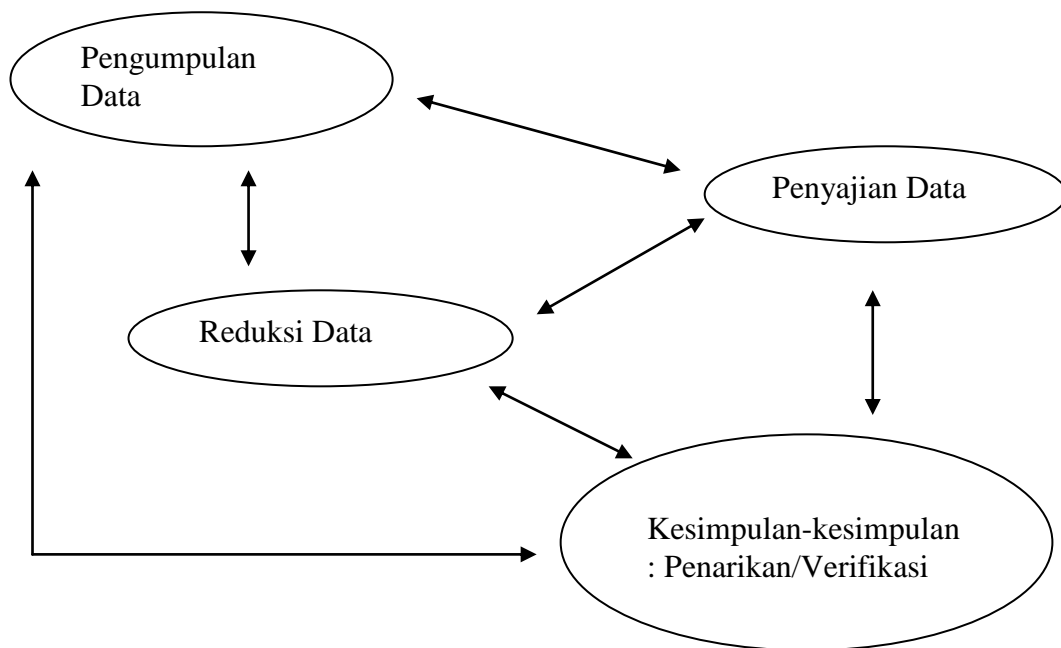 Pengumpulan
Data
Penyajian Data
Reduksi Data
Kesimpulan-kesimpulan
: Penarikan/Verifikasi